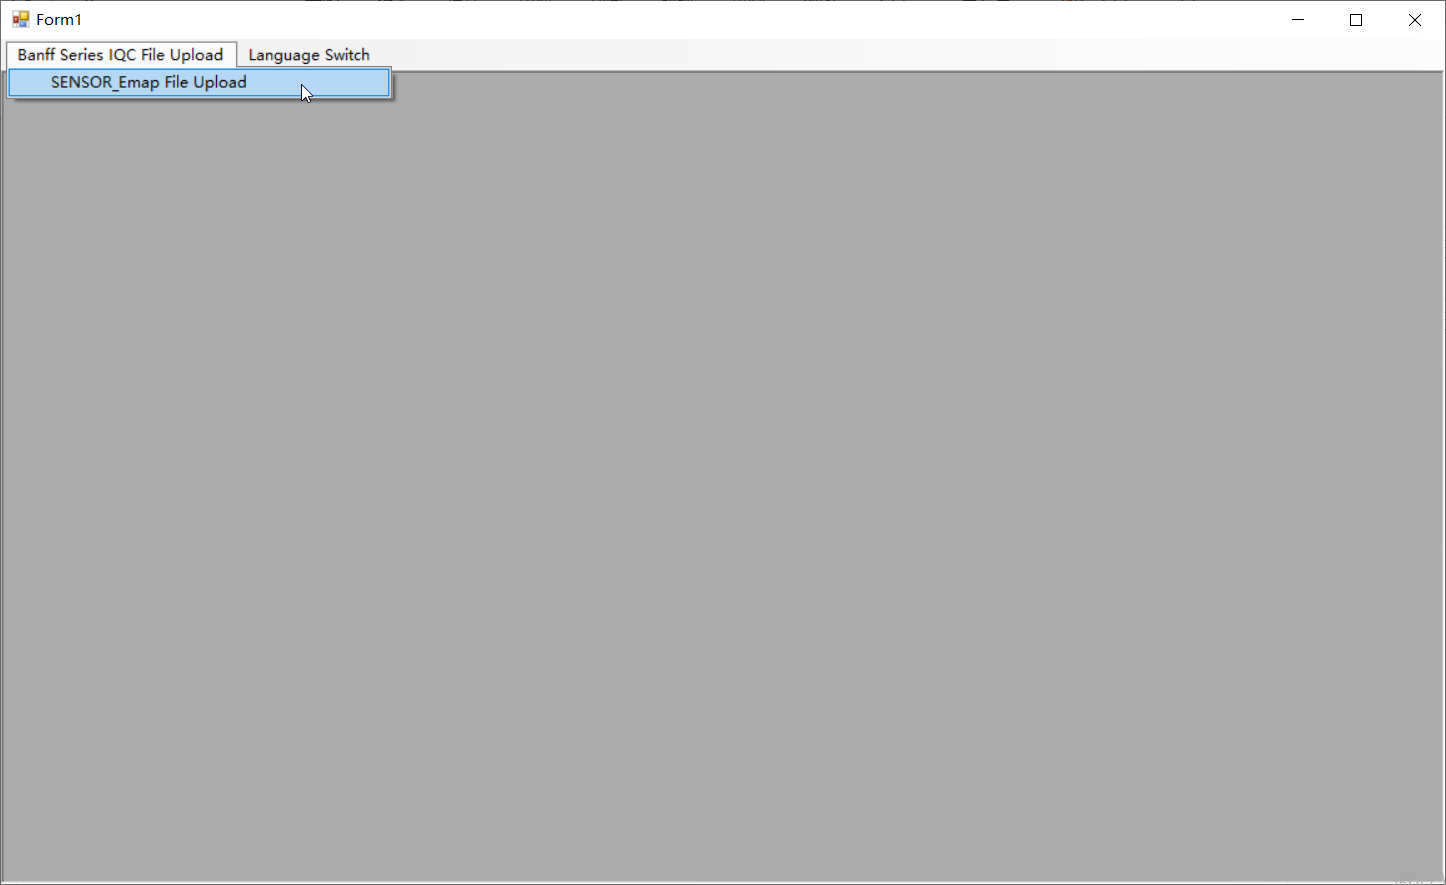 Form1
Banff Series IQC File Upload Language Switch
SENSOR_Emap File Upload